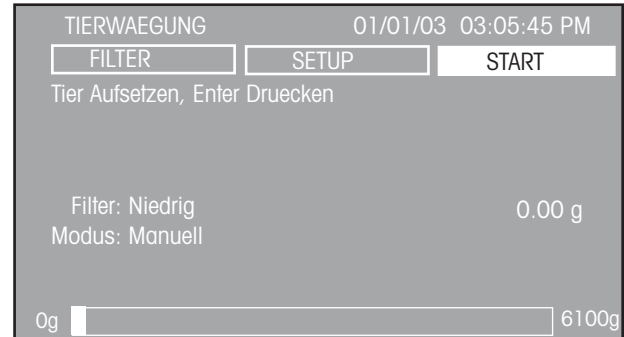 TIERWAEGUNG 01/01/03 03:05:45 PM
FILTER SETUP START
Tier Aufsetzen, Enter Druecken
Filter: Niedrig 0.00 g
Modus: Manuell
0g 6100g